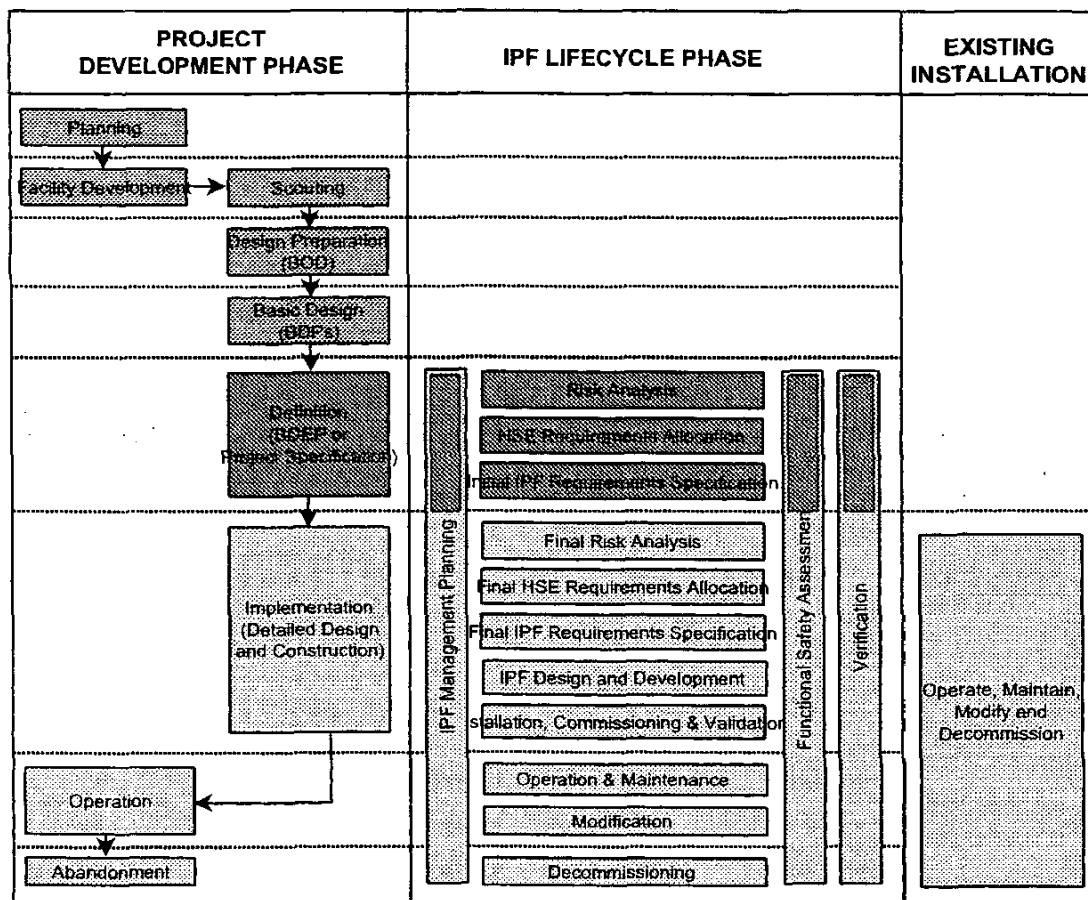 PROJECT
DEVELOPMENT PHASE
IPF LIFECYCLE PHASE
EXISTING
INSTALLATION
Planning
Facility Development
Scouting
Design Preparation
(BOD)
Basic Design
(BDPs)
Definition
(BDEP or
Project Specification)
Implementation
(Detailed Design
and Construction)
Operation
Abandonment
IPF Management Planning
Risk Analysis
HSE Requirements Allocation
Initial IPF Requirements Specification
Final Risk Analysis
Final HSE Requirements Allocation
Final IPF Requirements Specification
IPF Design and Development
stallation, Commissioning & Validation
Operation & Maintenance
Modification
Decommissioning
Functional Safety Assessment
Verification
Operate, Maintain,
Modify and
Decommission